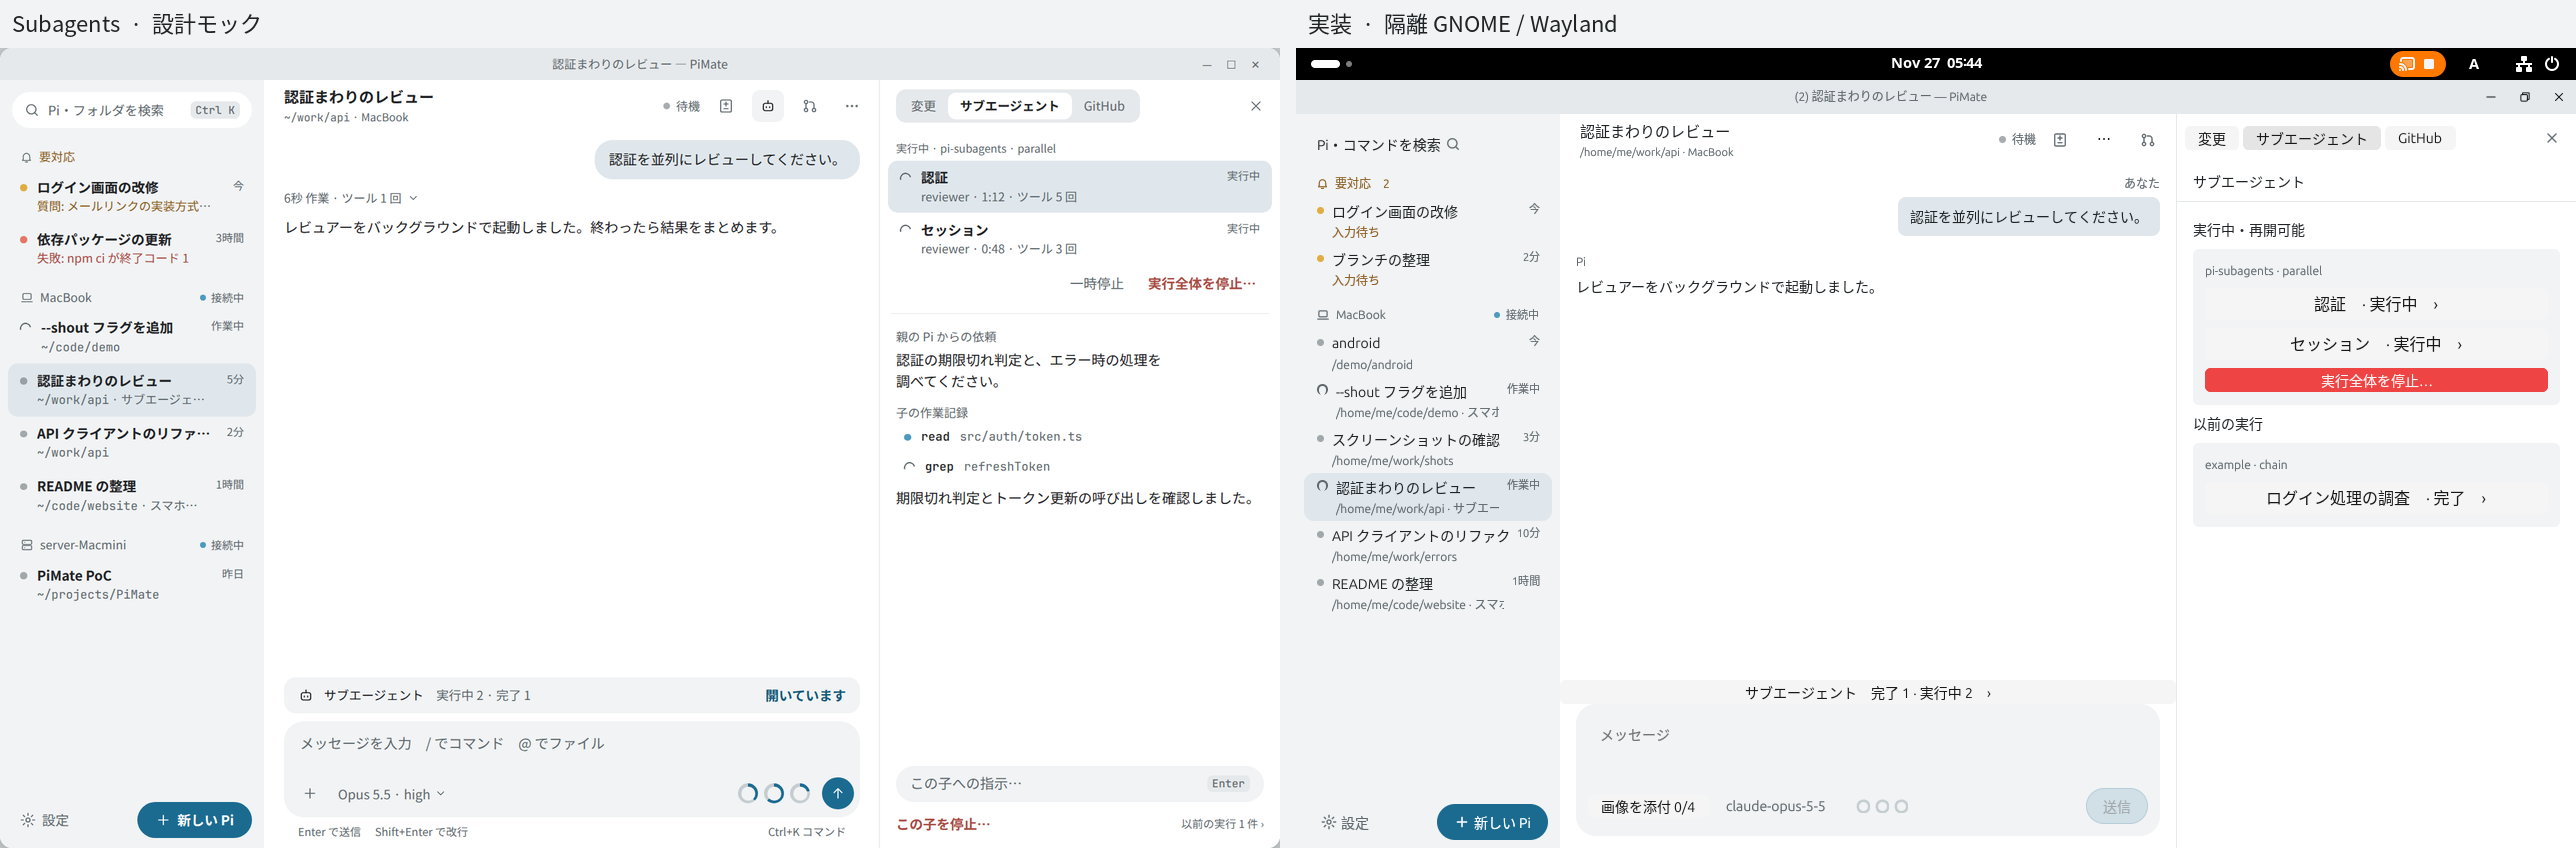 Subagents · 設計モック
認証まわりのレビュー — PiMate
Pi・フォルダを検索 Ctrl K
要対応
ログイン画面の改修 今
質問: メールリンクの実装方式…
依存パッケージの更新 3時間
失敗: npm ci が終了コード 1
MacBook 接続中
--shout フラグを追加 作業中
~/code/demo
認証まわりのレビュー 5分
~/work/api · サブエージェ…
API クライアントのリファ… 2分
~/work/api
README の整理 1時間
~/code/website · スマホ…
server-Macmini 接続中
PiMate PoC 昨日
~/projects/PiMate
設定
新しい Pi
認証まわりのレビュー
~/work/api · MacBook
待機
認証を並列にレビューしてください。
6秒 作業 · ツール 1 回
レビュアーをバックグラウンドで起動しました。終わったら結果をまとめます。
サブエージェント 実行中 2 · 完了 1 開いています
メッセージを入力 / でコマンド @ でファイル
Opus 5.5 · high
Enter で送信 Shift+Enter で改行 Ctrl+K コマンド
変更 サブエージェント GitHub
実行中 · pi-subagents · parallel
認証 実行中
reviewer · 1:12 · ツール 5 回
セッション 実行中
reviewer · 0:48 · ツール 3 回
一時停止 実行全体を停止…
親の Pi からの依頼
認証の期限切れ判定と、エラー時の処理を
調べてください。
子の作業記録
read src/auth/token.ts
grep refreshToken
期限切れ判定とトークン更新の呼び出しを確認しました。
この子への指示… Enter
この子を停止… 以前の実行 1 件 ›
実装 · 隔離 GNOME / Wayland
Nov 27 05:44 A
(2) 認証まわりのレビュー — PiMate
Pi・コマンドを検索
要対応 2
ログイン画面の改修 今
入力待ち
ブランチの整理 2分
入力待ち
MacBook 接続中
android 今
/demo/android
--shout フラグを追加 作業中
/home/me/code/demo · スマホ
スクリーンショットの確認 3分
/home/me/work/shots
認証まわりのレビュー 作業中
/home/me/work/api · サブエー
API クライアントのリファク 10分
/home/me/work/errors
README の整理 1時間
/home/me/code/website · スマホ
設定
新しい Pi
認証まわりのレビュー
/home/me/work/api · MacBook
待機
あなた
認証を並列にレビューしてください。
Pi
レビュアーをバックグラウンドで起動しました。
サブエージェント 完了 1 · 実行中 2 ›
メッセージ
画像を添付 0/4 claude-opus-5-5 送信
変更 サブエージェント GitHub
サブエージェント
実行中・再開可能
pi-subagents · parallel
認証 · 実行中 ›
セッション · 実行中 ›
実行全体を停止…
以前の実行
example · chain
ログイン処理の調査 · 完了 ›